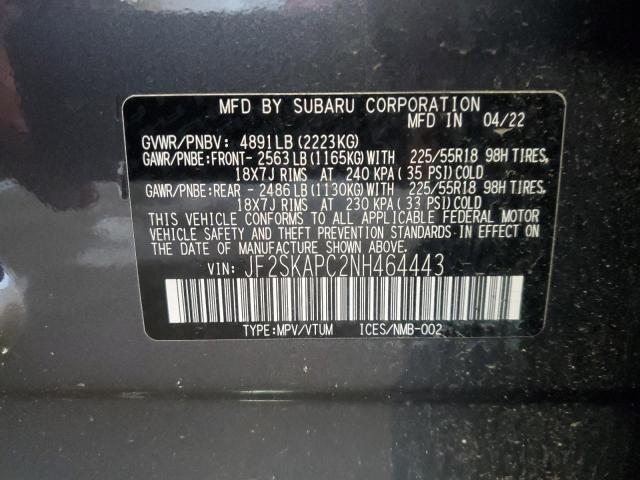 MFD BY SUBARU CORPORATION
MFD IN 04/22
GVWR/PNBV: 4891LB(2223KG)
GAWR/PNBE:FRONT- 2563LB(1165KG)WITH 225/55R18 98H TIRES,
18X7J RIMS AT 240 KPA(35 PSI)COLD
GAWR/PNBE:REAR - 2486LB(1130KG)WITH 225/55R18 98H TIRES,
18X7J RIMS AT 230 KPA(33 PSI)COLD
THIS VEHICLE CONFORMS TO ALL APPLICABLE FEDERAL MOTOR
VEHICLE SAFETY AND THEFT PREVENTION STANDARDS IN EFFECT ON
THE DATE OF MANUFACTURE SHOWN ABOVE.
VIN: JF2SKAPC2NH464443
TYPE:MPV/VTUM ICES/NMB-002